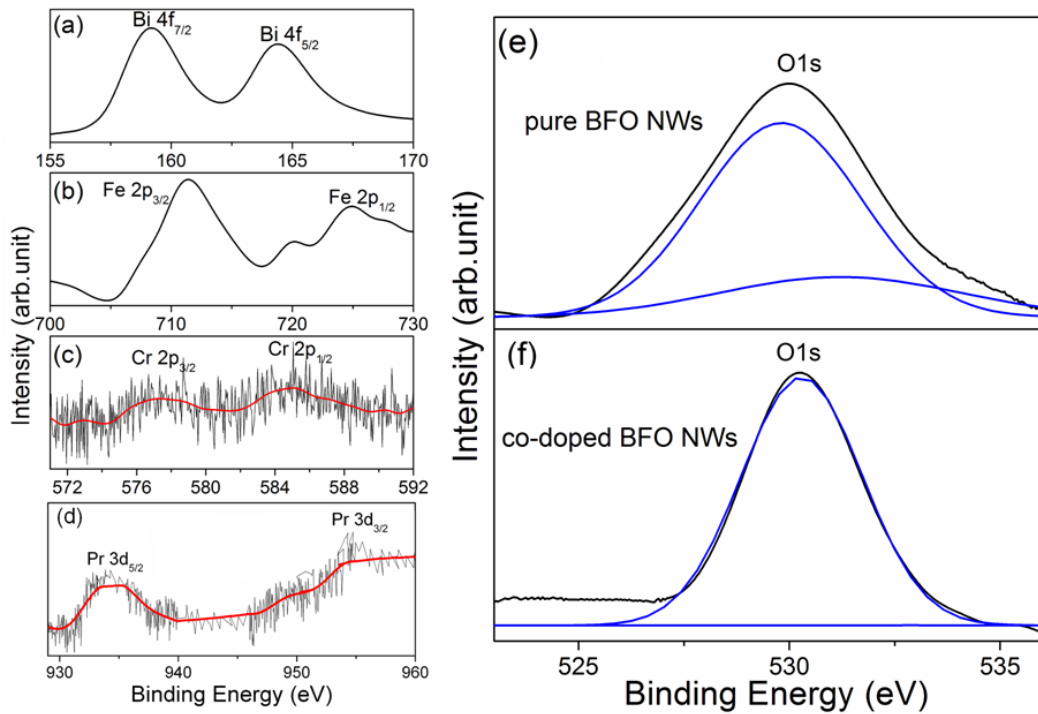 (a)
Bi 4f7/2
Bi 4f5/2
155 160 165 170
(b)
Fe 2p3/2
Fe 2p1/2
700 710 720 730
(c)
Cr 2p3/2
Cr 2p1/2
572 576 580 584 588 592
(d)
Pr 3d5/2
Pr 3d3/2
930 935 940 945 950 955 960
Binding Energy (eV)
Intensity (arb.unit)
(e)
O1s
pure BFO NWs
(f)
O1s
co-doped BFO NWs
525 530 535
Binding Energy (eV)
Intensity (arb.unit)